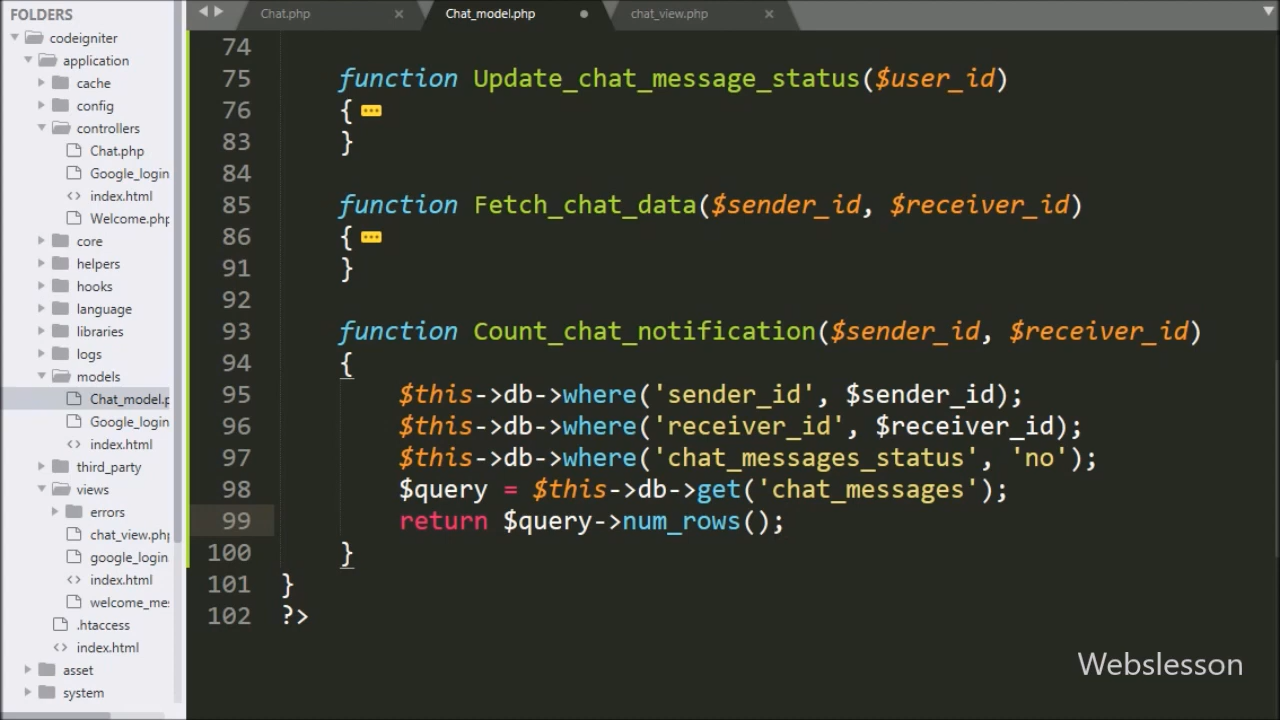 FOLDERS
codeigniter
application
cache
config
controllers
Chat.php
Google_login
index.html
Welcome.php
core
helpers
hooks
language
libraries
logs
models
Chat_model.p
Google_login
index.html
third_party
views
errors
chat_view.php
google_login
index.html
welcome_me
.htaccess
index.html
asset
system
Chat.php × Chat_model.php chat_view.php ×
74
75 function Update_chat_message_status($user_id)
76 {
83 }
84
85 function Fetch_chat_data($sender_id, $receiver_id)
86 {
91 }
92
93 function Count_chat_notification($sender_id, $receiver_id)
94 {
95 $this->db->where('sender_id', $sender_id);
96 $this->db->where('receiver_id', $receiver_id);
97 $this->db->where('chat_messages_status', 'no');
98 $query = $this->db->get('chat_messages');
99 return $query->num_rows();
100 }
101 }
102 ?>
Webslesson